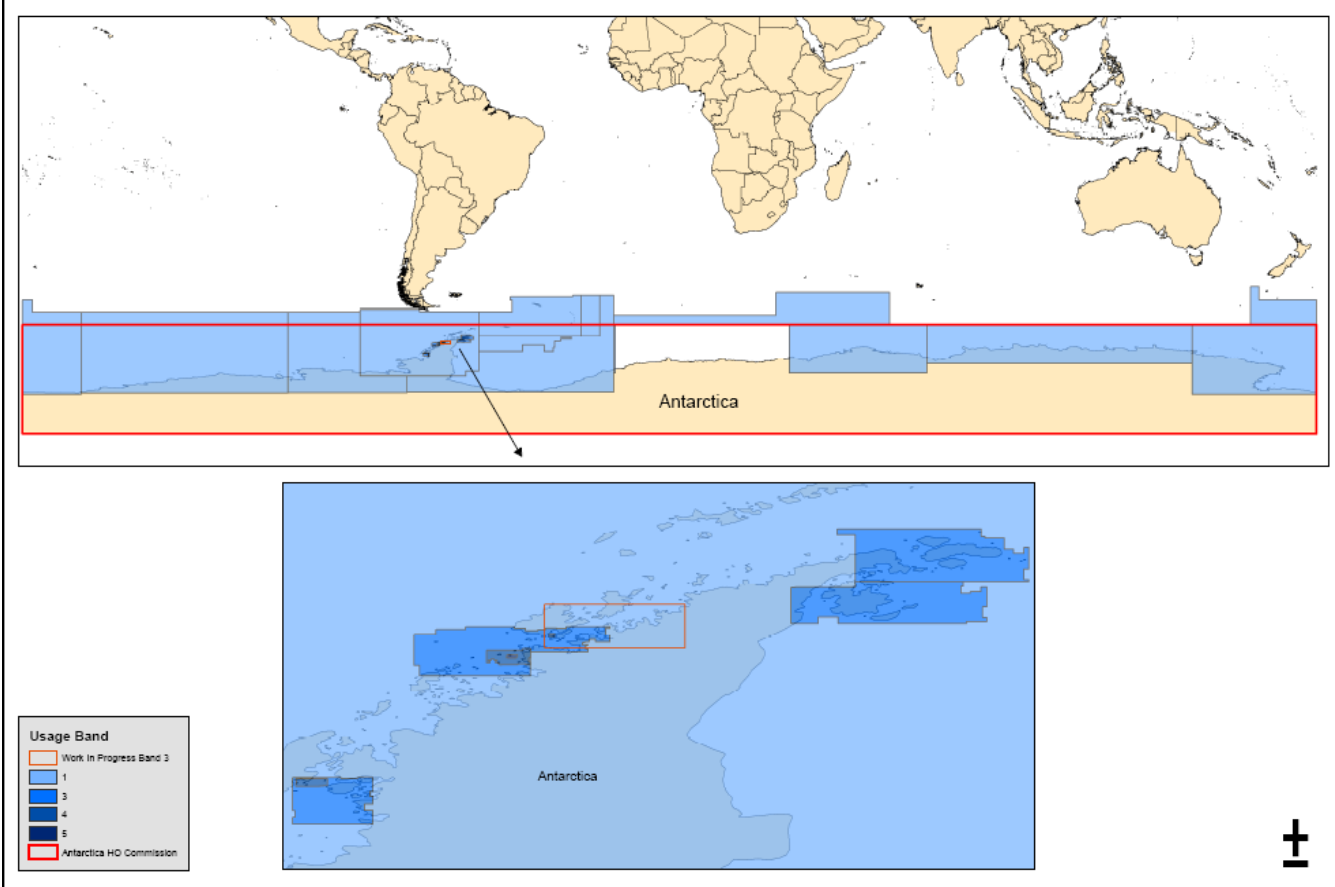 Antarctica
Antarctica
Usage Band
Work In Progress Band 3
1
3
4
5
Antarctica HO Commission